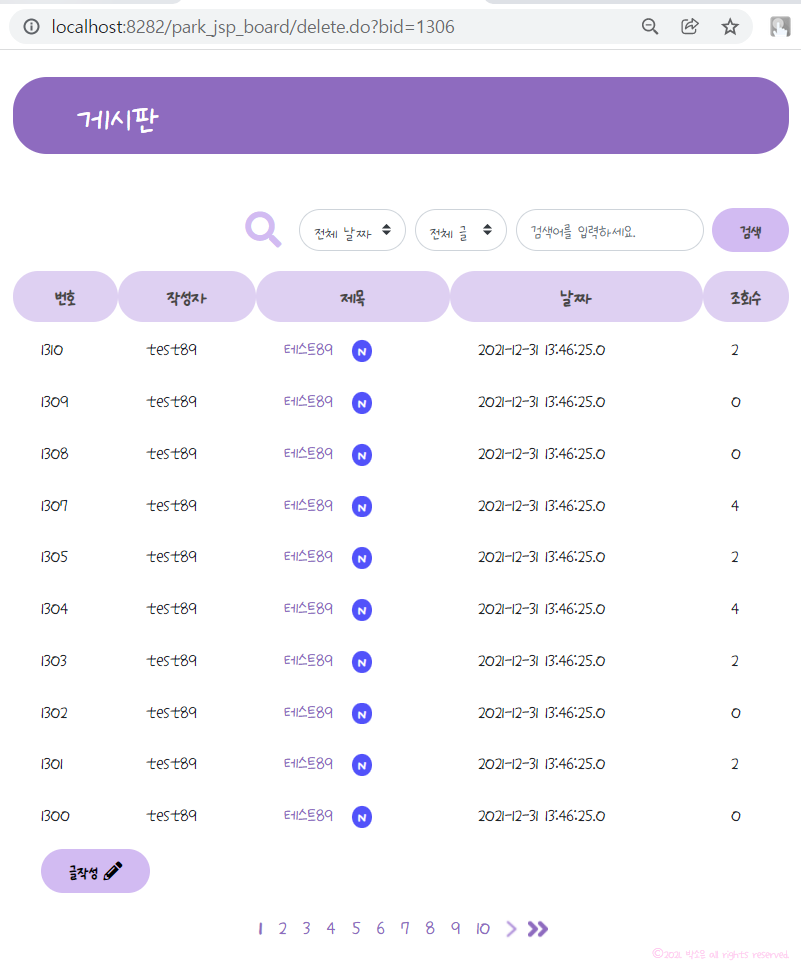 localhost:8282/park_jsp_board/delete.do?bid=1306
게시판
전체 날짜 전체 글 검색어를 입력하세요. 검색
번호 작성자 제목 날짜 조회수
1310 test89 테스트89 N 2021-12-31 13:46:25.0 2
1309 test89 테스트89 N 2021-12-31 13:46:25.0 0
1308 test89 테스트89 N 2021-12-31 13:46:25.0 0
1307 test89 테스트89 N 2021-12-31 13:46:25.0 4
1305 test89 테스트89 N 2021-12-31 13:46:25.0 2
1304 test89 테스트89 N 2021-12-31 13:46:25.0 4
1303 test89 테스트89 N 2021-12-31 13:46:25.0 2
1302 test89 테스트89 N 2021-12-31 13:46:25.0 0
1301 test89 테스트89 N 2021-12-31 13:46:25.0 2
1300 test89 테스트89 N 2021-12-31 13:46:25.0 0
글작성
1 2 3 4 5 6 7 8 9 10
©2021. all rights reserved.